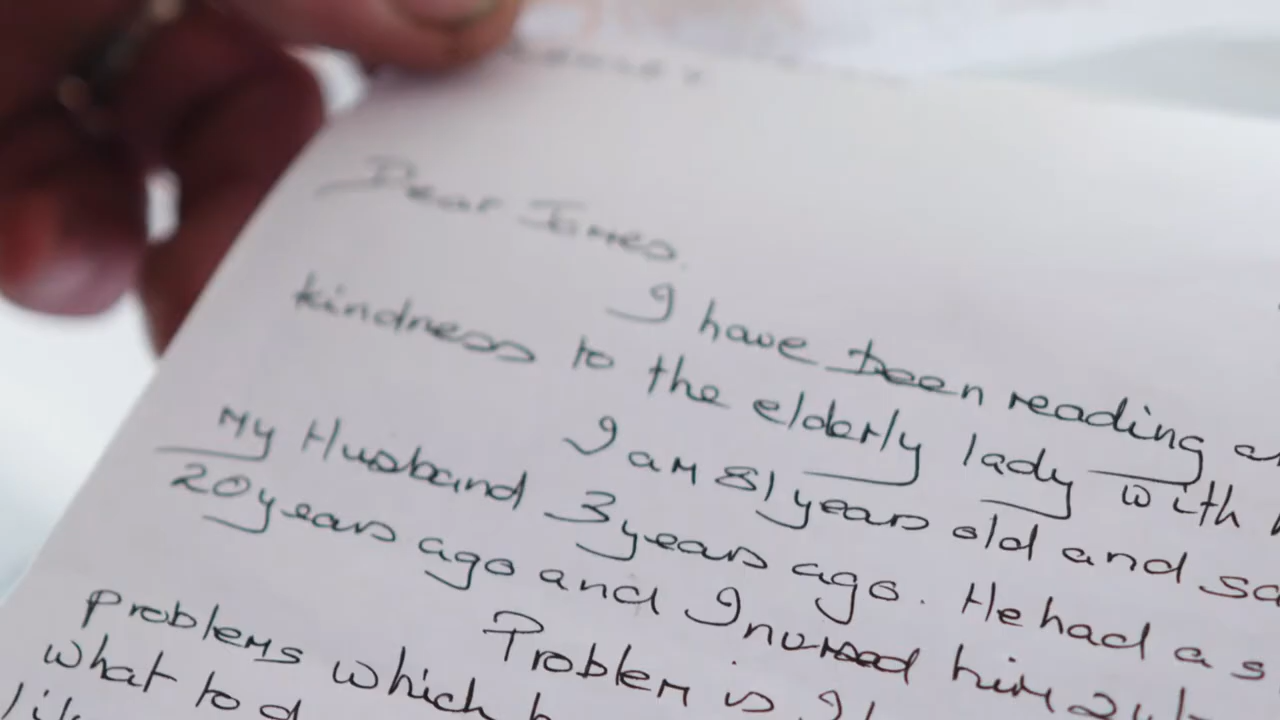 Dear James.
I have been reading
kindness to the elderly lady with
I am 81 years old and
My Husband 3 years ago. He had a
20 years ago and I nursed him
Problem is I
problems which
what to